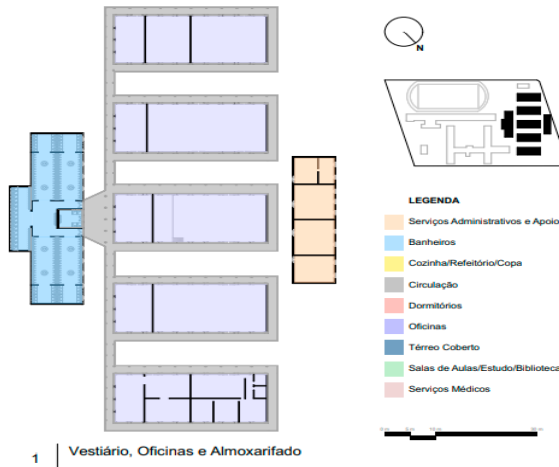 N
LEGENDA
Serviços Administrativos e Apoio
Banheiros
Cozinha/Refeitório/Copa
Circulação
Dormitórios
Oficinas
Térreo Coberto
Salas de Aulas/Estudo/Biblioteca
Serviços Médicos
1 Vestiário, Oficinas e Almoxarifado